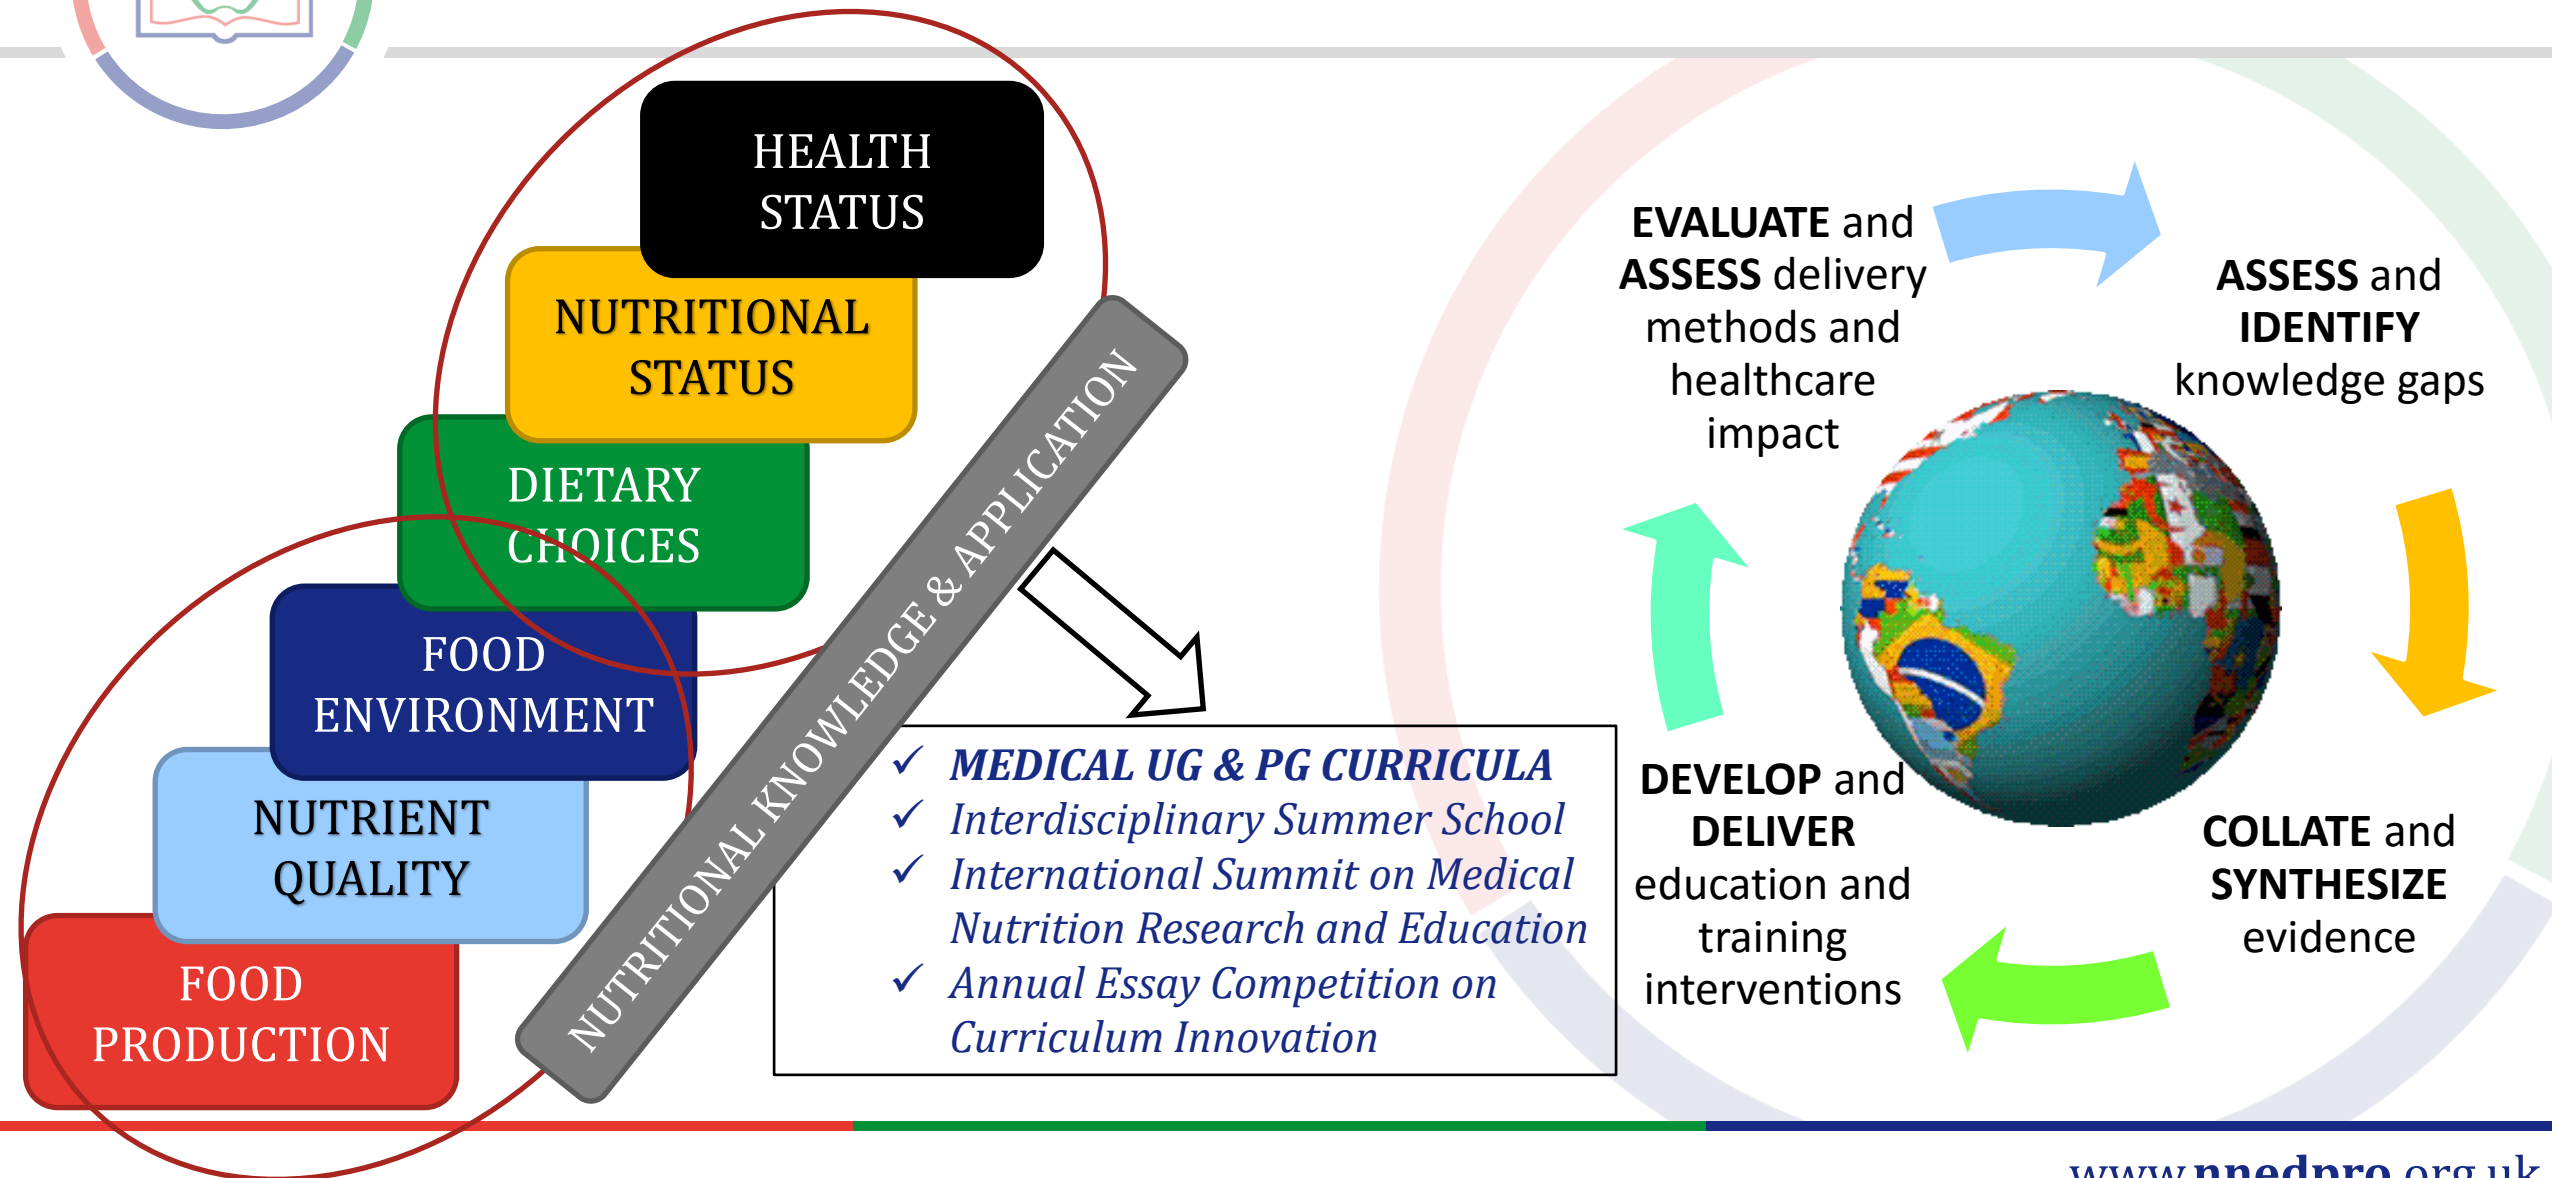 HEALTH
STATUS
NUTRITIONAL
STATUS
DIETARY
CHOICES
FOOD
ENVIRONMENT
NUTRIENT
QUALITY
FOOD
PRODUCTION
NUTRITIONAL KNOWLEDGE & APPLICATION
✓ MEDICAL UG & PG CURRICULA
✓ Interdisciplinary Summer School
✓ International Summit on Medical
Nutrition Research and Education
✓ Annual Essay Competition on
Curriculum Innovation
EVALUATE and
ASSESS delivery
methods and
healthcare
impact
ASSESS and
IDENTIFY
knowledge gaps
COLLATE and
SYNTHESIZE
evidence
DEVELOP and
DELIVER
education and
training
interventions
www.nnedpro.org.uk